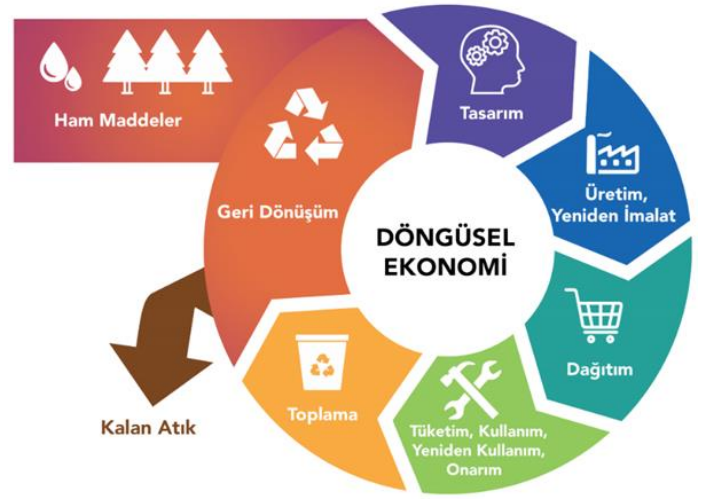 Ham Maddeler
Tasarım
Üretim,
Yeniden İmalat
Geri Dönüşüm
DÖNGÜSEL
EKONOMİ
Dağıtım
Toplama
Tüketim, Kullanım,
Yeniden Kullanım,
Onarım
Kalan Atık